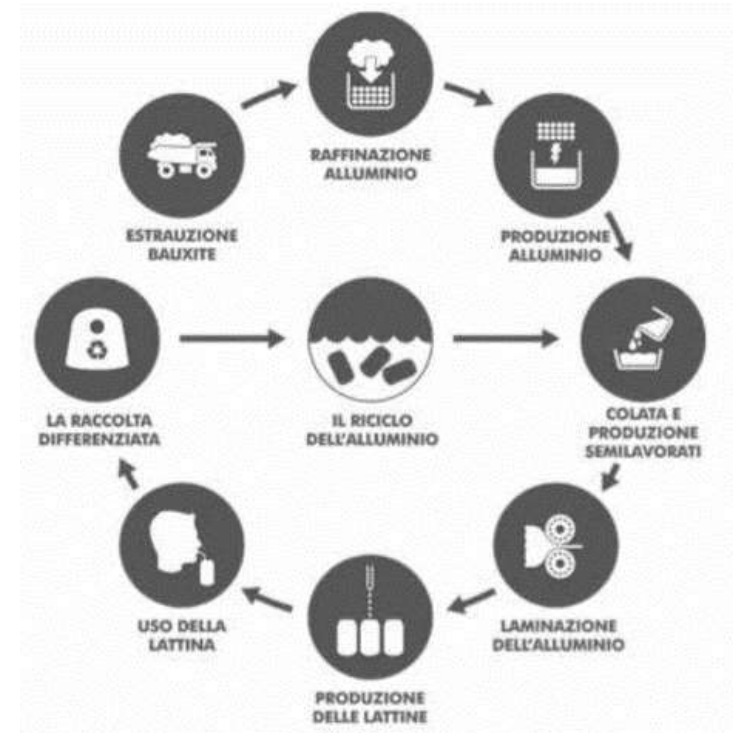 RAFFINAZIONE
ALLUMINIO
ESTRAUZIONE
BAUXITE
PRODUZIONE
ALLUMINIO
LA RACCOLTA
DIFFERENZIATA
IL RICICLO
DELL'ALLUMINIO
COLATA E
PRODUZIONE
SEMILAVORATI
USO DELLA
LATTINA
LAMINAZIONE
DELL'ALLUMINIO
PRODUZIONE
DELLE LATTINE